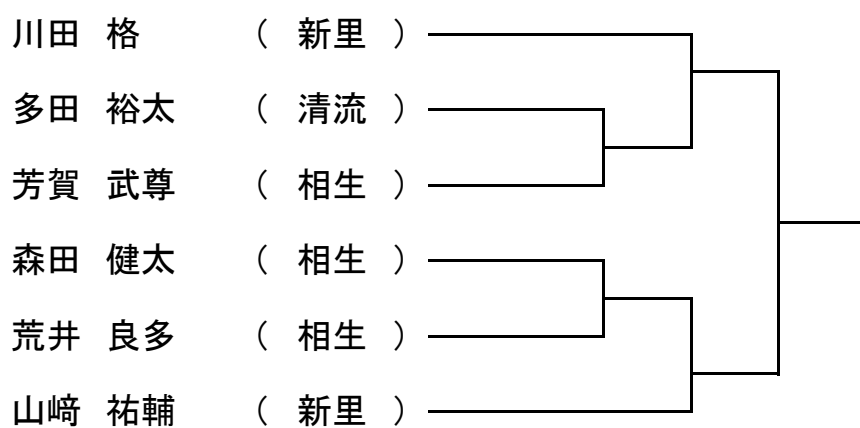 川田 格 ( 新里 )
多田 裕太 ( 清流 )
芳賀 武尊 ( 相生 )
森田 健太 ( 相生 )
荒井 良多 ( 相生 )
山﨑 祐輔 ( 新里 )